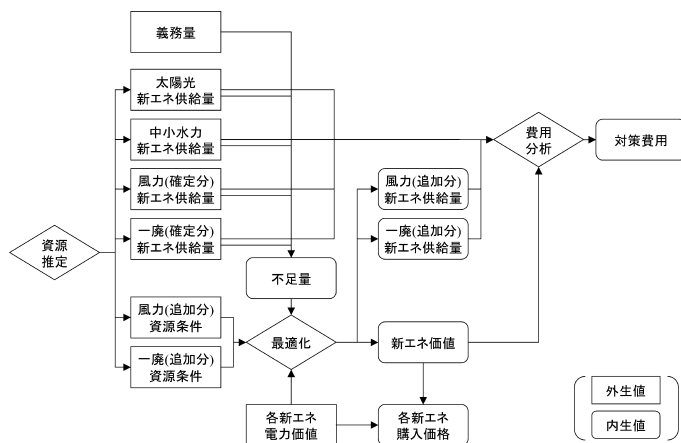 義務量
太陽光
新エネ供給量
中小水力
新エネ供給量
風力(確定分)
新エネ供給量
一廃(確定分)
新エネ供給量
資源
推定
風力(追加分)
資源条件
一廃(追加分)
資源条件
不足量
最適化
各新エネ
電力価値
風力(追加分)
新エネ供給量
一廃(追加分)
新エネ供給量
新エネ価値
各新エネ
購入価格
費用
分析
対策費用
外生値
内生値